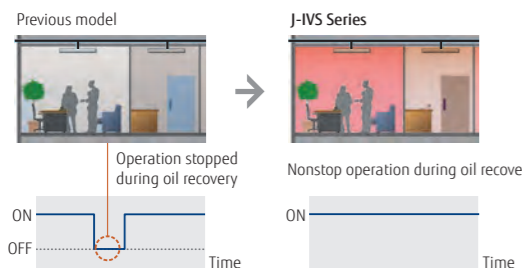 Previous model
J-IVS Series
Operation stopped
during oil recovery
Nonstop operation during oil recove
ON
OFF
Time
ON
Time